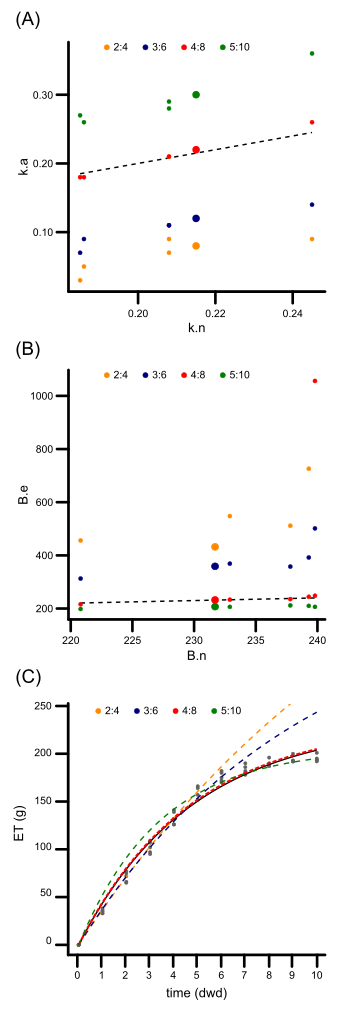 (A)
2:4 3:6 4:8 5:10
0.30
0.20
0.10
k.a
0.20 0.22 0.24
k.n
(B)
2:4 3:6 4:8 5:10
1000
800
600
400
200
B.e
220 225 230 235 240
B.n
(C)
2:4 3:6 4:8 5:10
250
200
150
100
50
0
ET (g)
0 1 2 3 4 5 6 7 8 9 10
time (dwd)